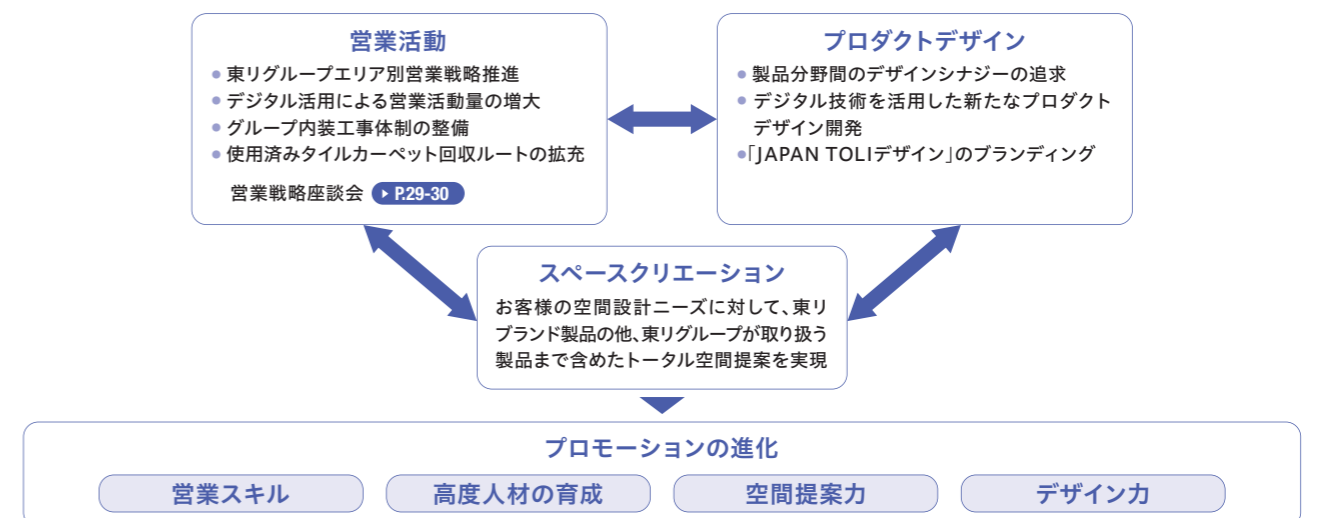 営業活動
● 東リグループエリア別営業戦略推進
● デジタル活用による営業活動量の増大
● グループ内装工事体制の整備
● 使用済みタイルカーペット回収ルートの拡充
営業戦略座談会 P.29-30
プロダクトデザイン
● 製品分野間のデザインシナジーの追求
● デジタル技術を活用した新たなプロダクト
デザイン開発
●「JAPAN TOLIデザイン」のブランディング
スペースクリエーション
お客様の空間設計ニーズに対して、東リ
ブランド製品の他、東リグループが取り扱う
製品まで含めたトータル空間提案を実現
プロモーションの進化
営業スキル
高度人材の育成
空間提案力
デザイン力